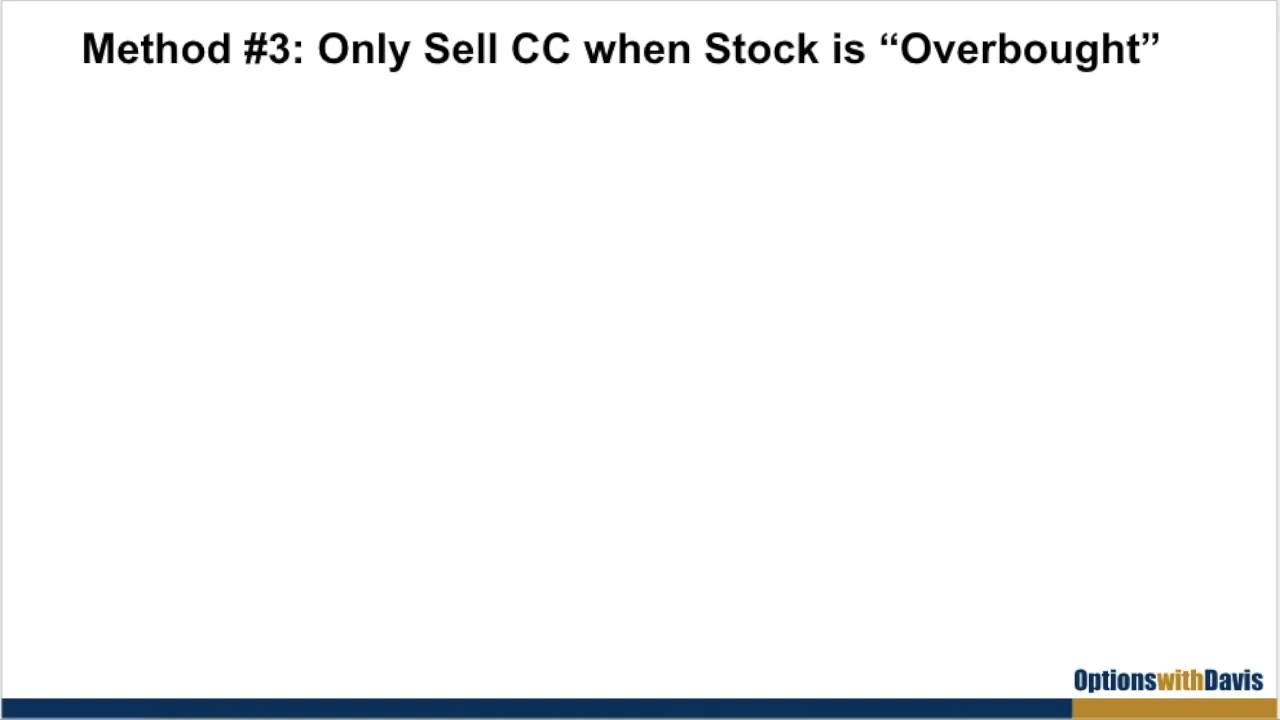 Method #3: Only Sell CC when Stock is “Overbought”
OptionswithDavis